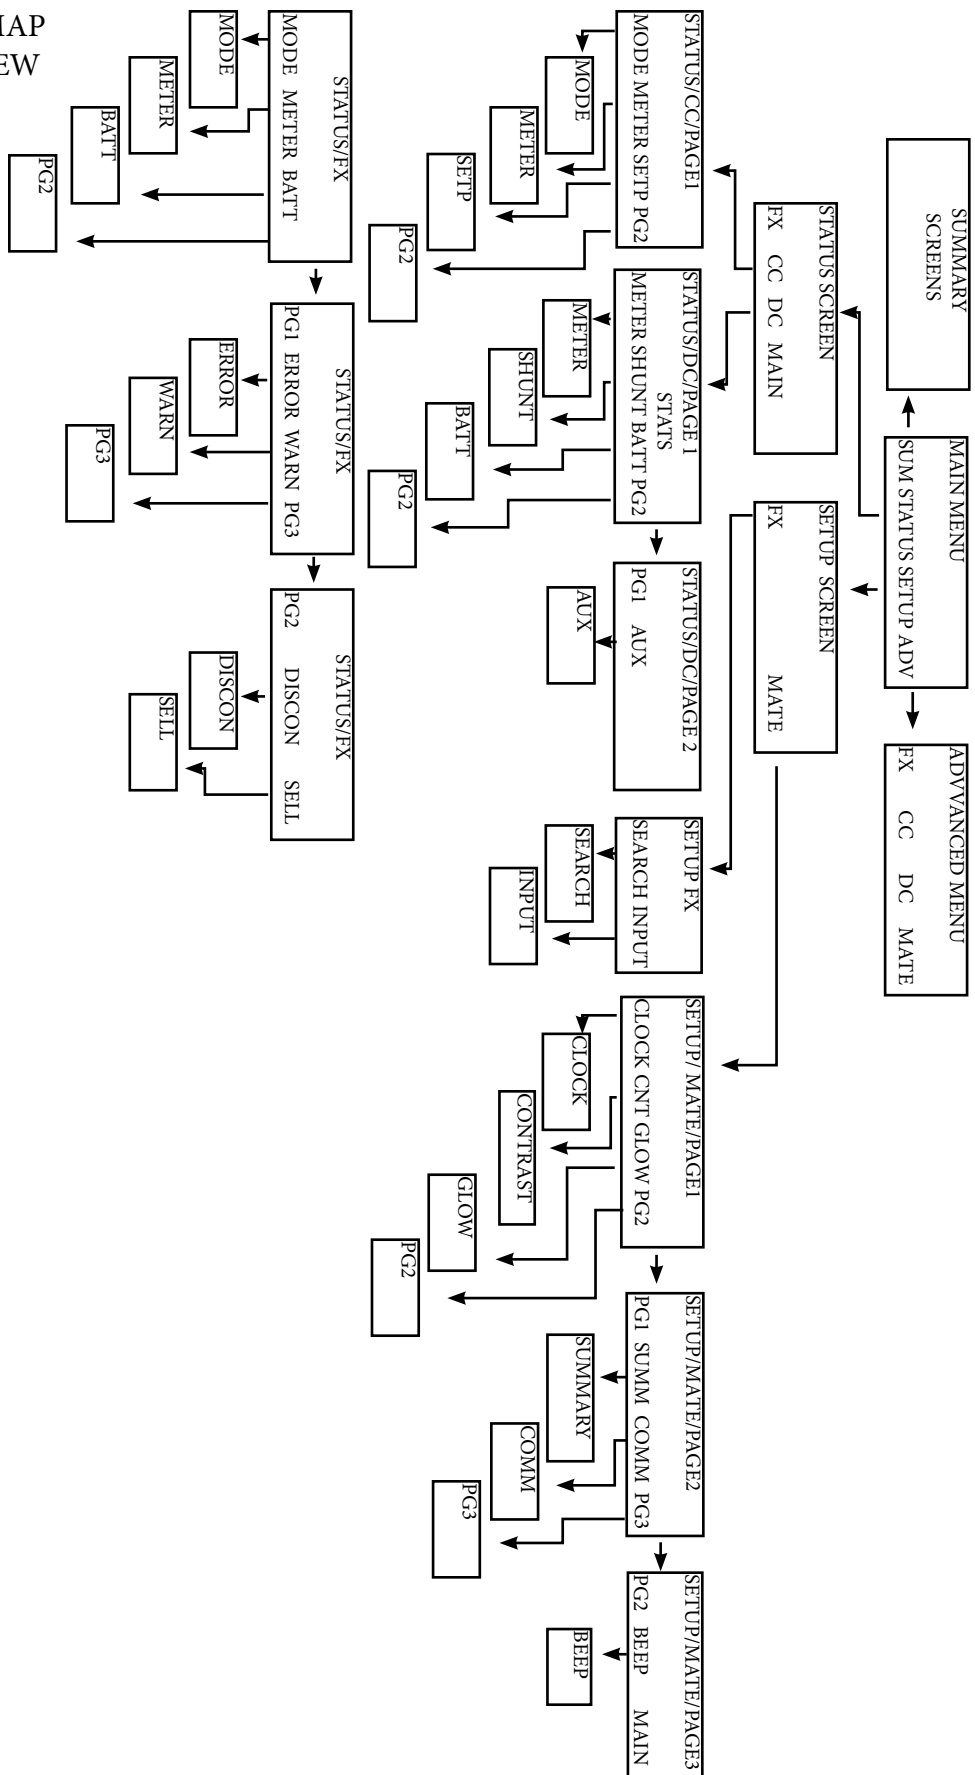 MAP
EW
SUMMARY
SCREENS
MAIN MENU
SUM STATUS SETUP ADV
ADVVANCED MENU
FX CC DC MATE
STATUS SCREEN
FX CC DC MAIN
SETUP SCREEN
FX MATE
STATUS/CC/PAGE1
MODE METER SETP PG2
MODE
METER
SETP
PG2
STATUS/DC/PAGE 1
STATS
METER SHUNT BATT PG2
METER
SHUNT
BATT
PG2
STATUS/DC/PAGE 2
PG1 AUX
AUX
SETUP FX
SEARCH INPUT
SEARCH
INPUT
SETUP/ MATE/PAGE1
CLOCK CNT GLOW PG2
CLOCK
CONTRAST
GLOW
PG2
SETUP/MATE/PAGE2
PG1 SUMM COMM PG3
SUMMARY
COMM
PG3
SETUP/MATE/PAGE3
PG2 BEEP MAIN
BEEP
STATUS/FX
MODE METER BATT
MODE
METER
BATT
PG2
STATUS/FX
PG1 ERROR WARN PG3
ERROR
WARN
PG3
STATUS/FX
PG2 DISCON SELL
DISCON
SELL